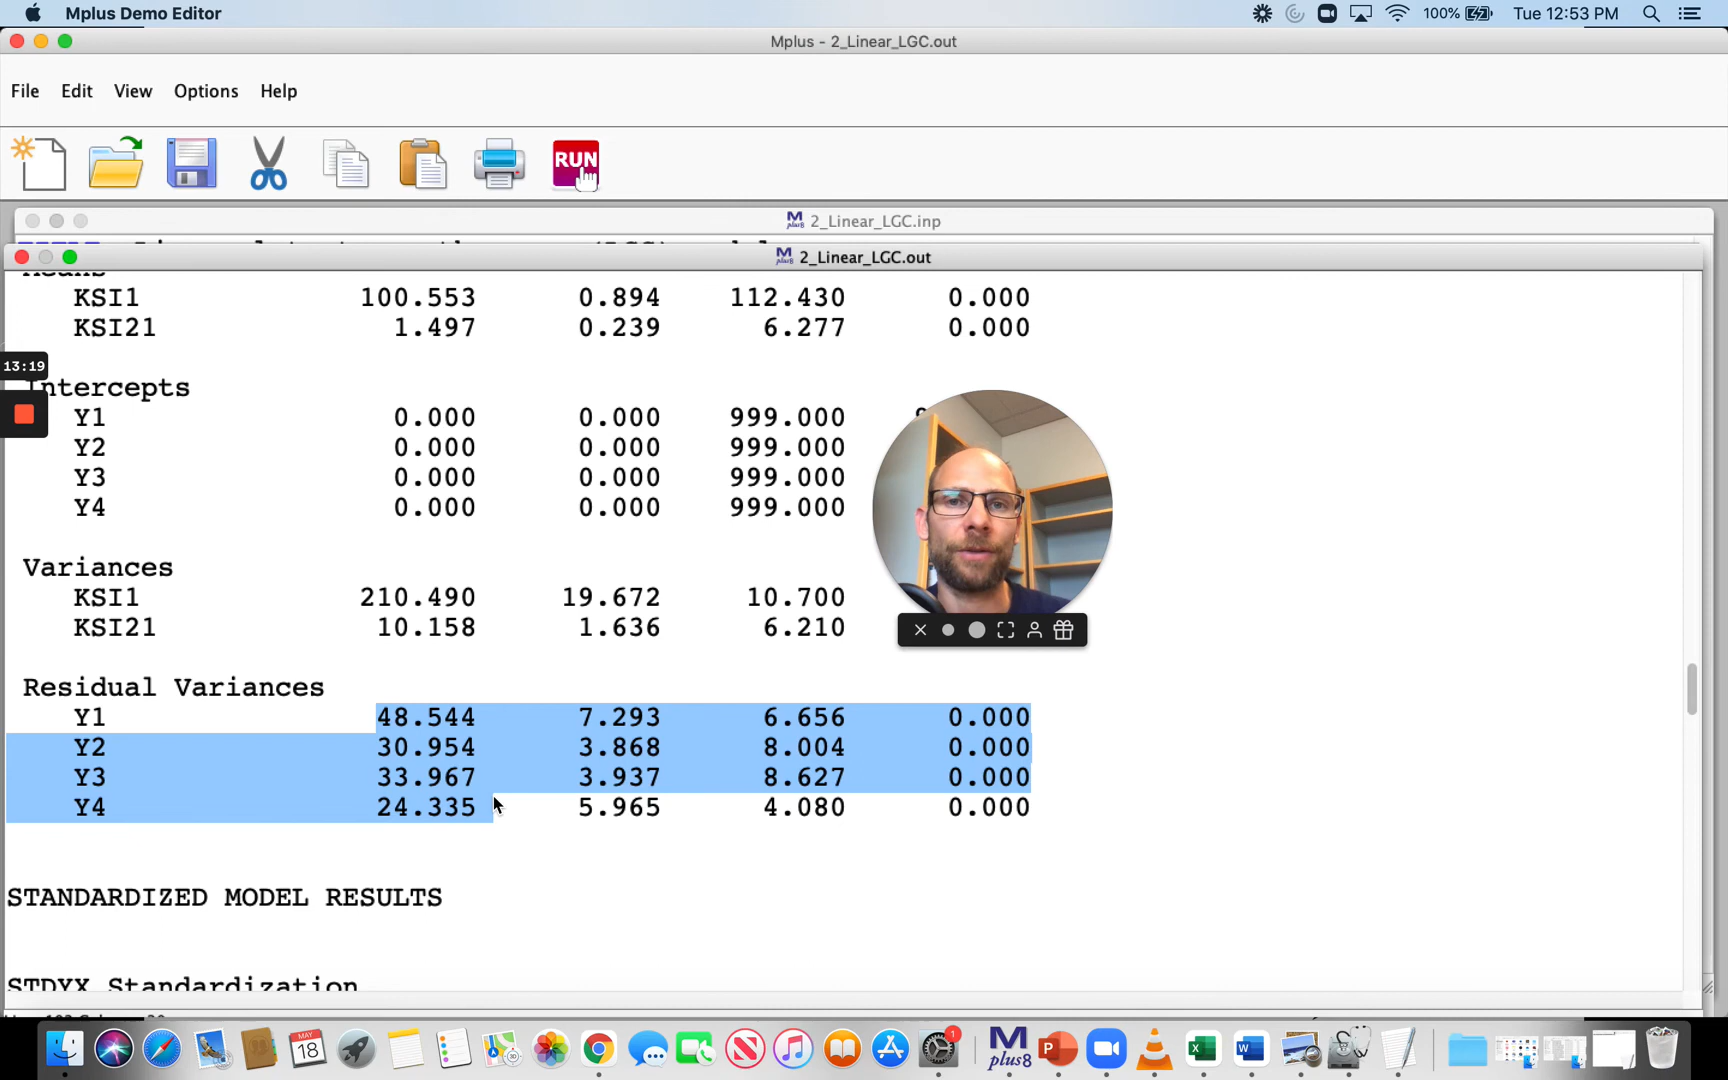 Mplus Demo Editor
100%
Tue 12:53 PM
Mplus - 2_Linear_LGC.out
File Edit View Options Help
RUN
2_Linear_LGC.inp
2_Linear_LGC.out
Means
KSI1 100.553 0.894 112.430 0.000
KSI21 1.497 0.239 6.277 0.000
13:19
Intercepts
Y1 0.000 0.000 999.000
Y2 0.000 0.000 999.000
Y3 0.000 0.000 999.000
Y4 0.000 0.000 999.000
Variances
KSI1 210.490 19.672 10.700
KSI21 10.158 1.636 6.210
Residual Variances
Y1 48.544 7.293 6.656 0.000
Y2 30.954 3.868 8.004 0.000
Y3 33.967 3.937 8.627 0.000
Y4 24.335 5.965 4.080 0.000
STANDARDIZED MODEL RESULTS
STDYX Standardization
MAY
18
1
M
plus8